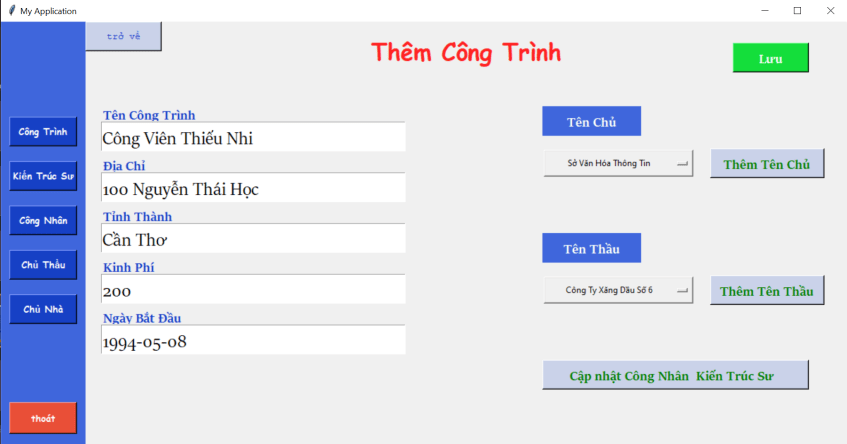 My Application
trở về
Thêm Công Trình
Lưu
Công Trình
Kiến Trúc Sư
Công Nhân
Chủ Thầu
Chủ Nhà
thoát
Tên Công Trình
Công Viên Thiếu Nhi
Địa Chỉ
100 Nguyễn Thái Học
Tỉnh Thành
Cần Thơ
Kinh Phí
200
Ngày Bắt Đầu
1994-05-08
Tên Chủ
Sở Văn Hóa Thông Tin
Thêm Tên Chủ
Tên Thầu
Công Ty Xăng Dầu Số 6
Thêm Tên Thầu
Cập nhật Công Nhân Kiến Trúc Sư